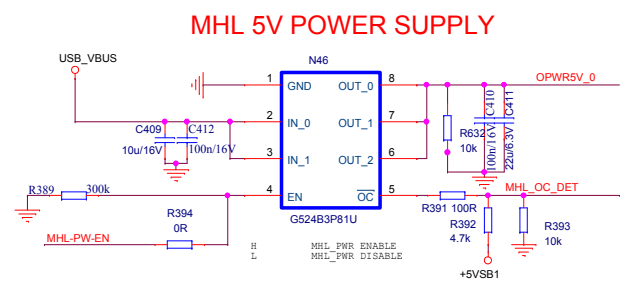 MHL 5V POWER SUPPLY
USB_VBUS
N46
1 GND OUT_0 8
OPWR5V_0
2 IN_0 OUT_1 7
3 IN_1 OUT_2 6
4 EN OC 5
G524B3P81U
C409
10u/16V
C412
100n/16V
R632
10k
C410
100n/16V
C411
22u/6.3V
R389 300k
R394
0R
MHL-PW-EN
R391 100R
MHL_OC_DET
R392
4.7k
R393
10k
+5VSB1
H MHL_PWR ENABLE
L MHL_PWR DISABLE